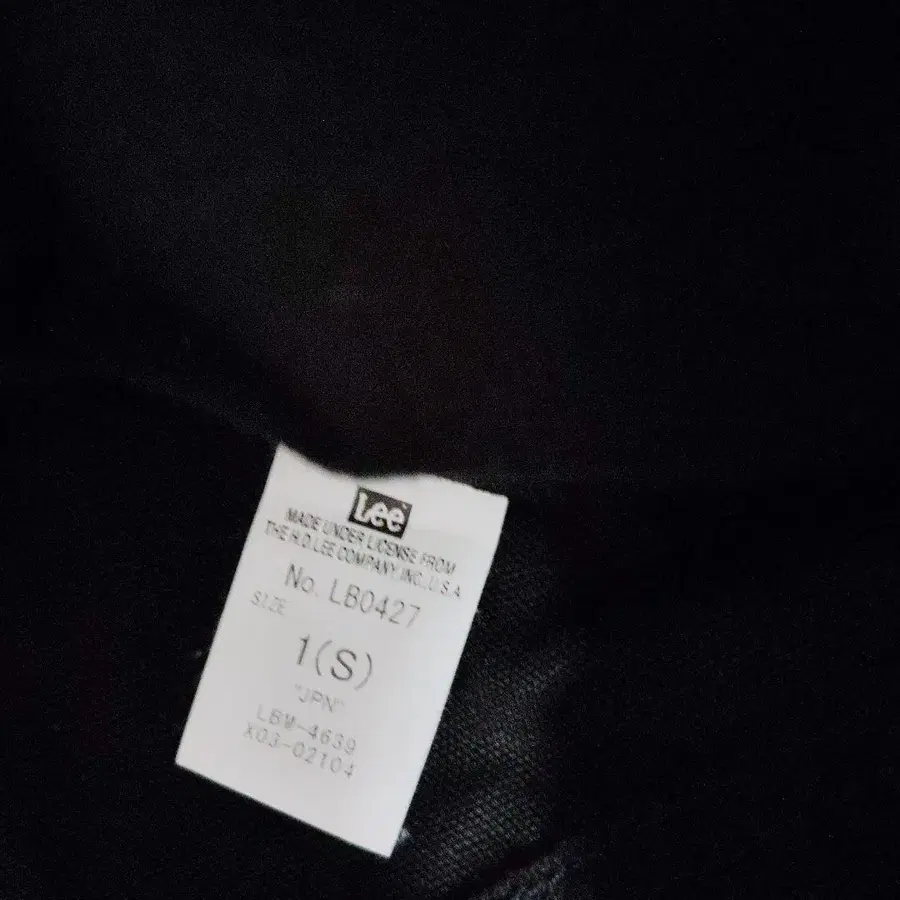 Lee
MADE UNDER LICENSE FROM
THE H.D.LEE COMPANY,INC.,U.S.A
No. LB0427
SIZE
1(S)
"JPN"
LBM-4639
X03-02104